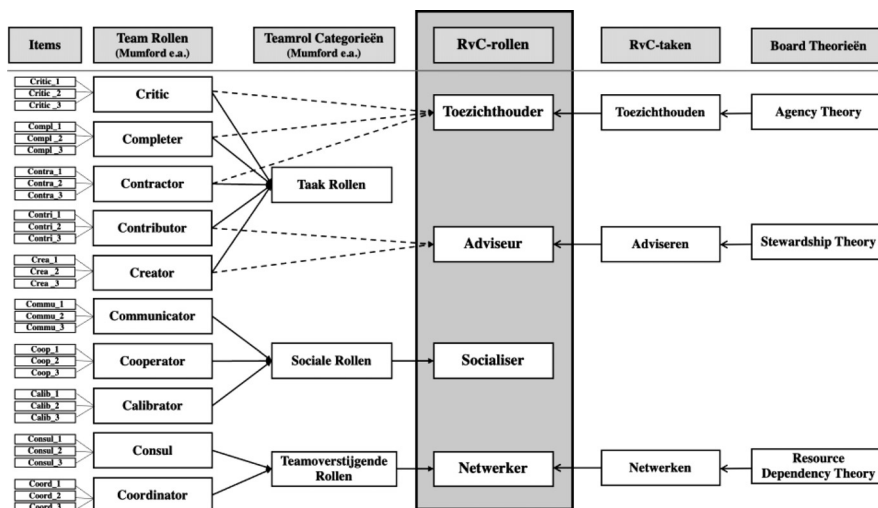 Items
Team Rollen
(Mumford e.a.)
Teamrol Categorieën
(Mumford e.a.)
RvC-rollen
RvC-taken
Board Theorieën
Critic_1
Critic_2
Critic_3
Critic
Toezichthouder
Toezichthouden
Agency Theory
Compl_1
Compl_2
Compl_3
Completer
Contra_1
Contra_2
Contra_3
Contractor
Taak Rollen
Contri_1
Contri_2
Contri_3
Contributor
Adviseur
Adviseren
Stewardship Theory
Crea_1
Crea_2
Crea_3
Creator
Commu_1
Commu_2
Commu_3
Communicator
Coop_1
Coop_2
Coop_3
Cooperator
Sociale Rollen
Socialiser
Calib_1
Calib_2
Calib_3
Calibrator
Consul_1
Consul_2
Consul_3
Consul
Teamoverstijgende
Rollen
Netwerker
Netwerken
Resource
Dependency Theory
Coord_1
Coord_2
Coord_3
Coordinator